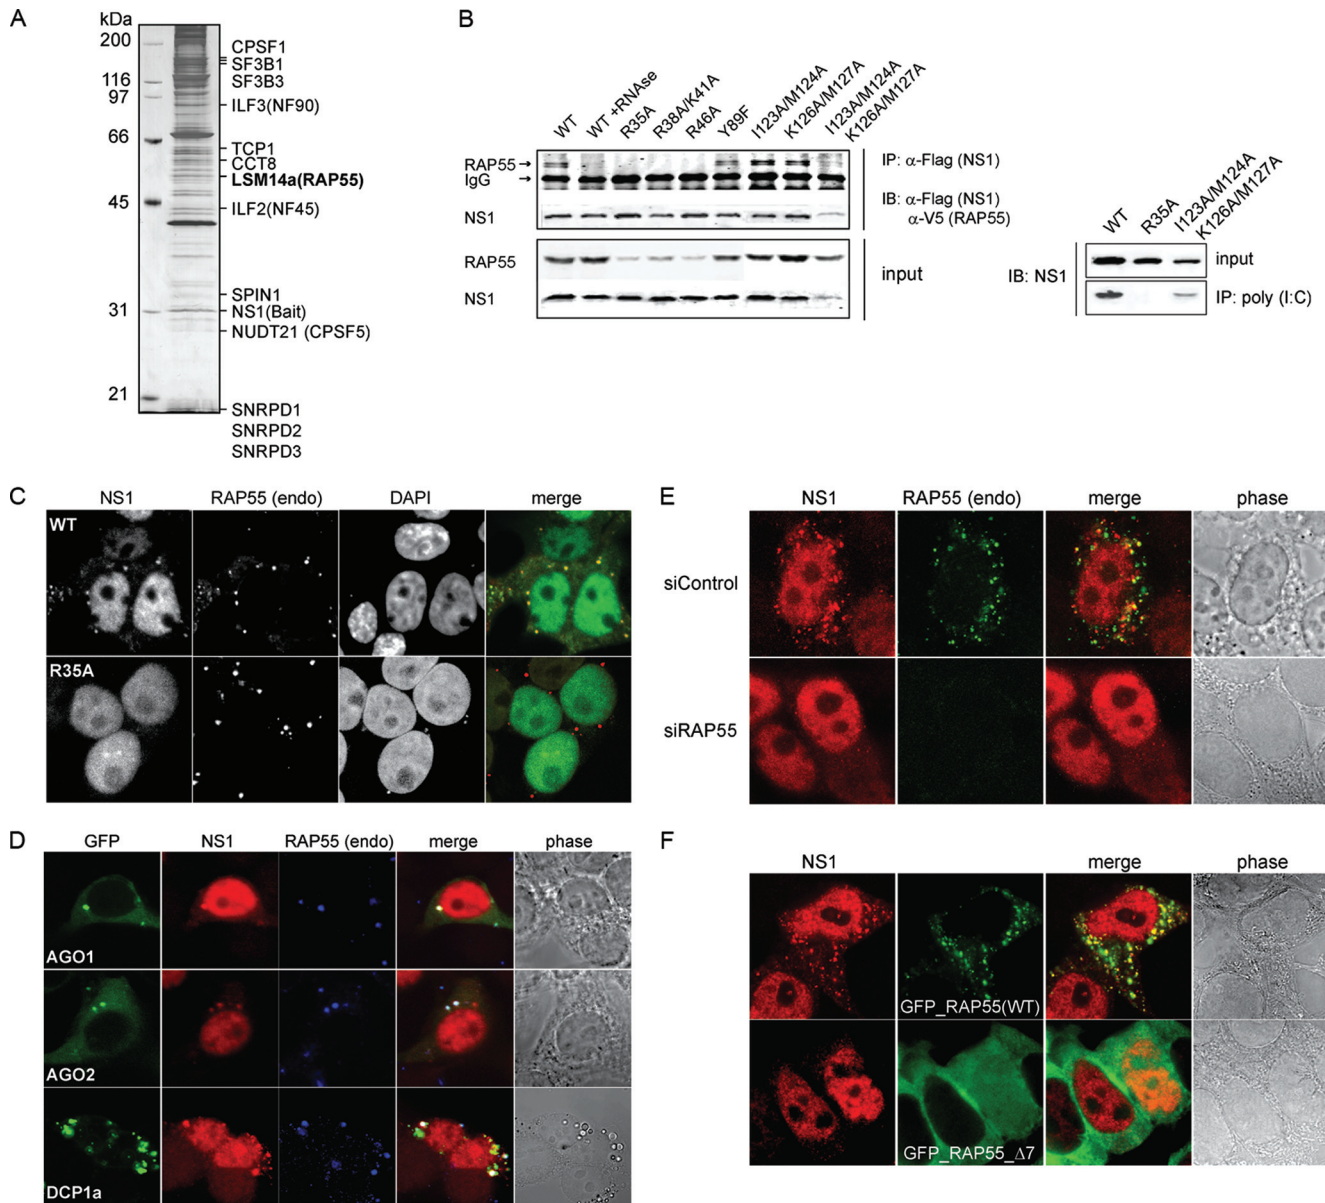 A
kDa
200
116
97
66
45
31
21
CPSF1
SF3B1
SF3B3
ILF3(NF90)
TCP1
CCT8
LSM14a(RAP55)
ILF2(NF45)
SPIN1
NS1(Bait)
NUDT21 (CPSF5)
SNRPD1
SNRPD2
SNRPD3
B
WT
WT +RNAse
R35A
R38A/K41A
R46A
Y89F
I123A/M124A
K126A/M127A
I123A/M124A
K126A/M127A
RAP55
IgG
NS1
IP: α-Flag (NS1)
IB: α-Flag (NS1)
α-V5 (RAP55)
RAP55
NS1
input
WT
R35A
I123A/M124A
K126A/M127A
IB: NS1
input
IP: poly (I:C)
C
NS1 RAP55 (endo) DAPI merge
WT
R35A
D
GFP NS1 RAP55 (endo) merge phase
AGO1
AGO2
DCP1a
E
NS1 RAP55 (endo) merge phase
siControl
siRAP55
F
NS1 merge phase
GFP_RAP55(WT)
GFP_RAP55_Δ7